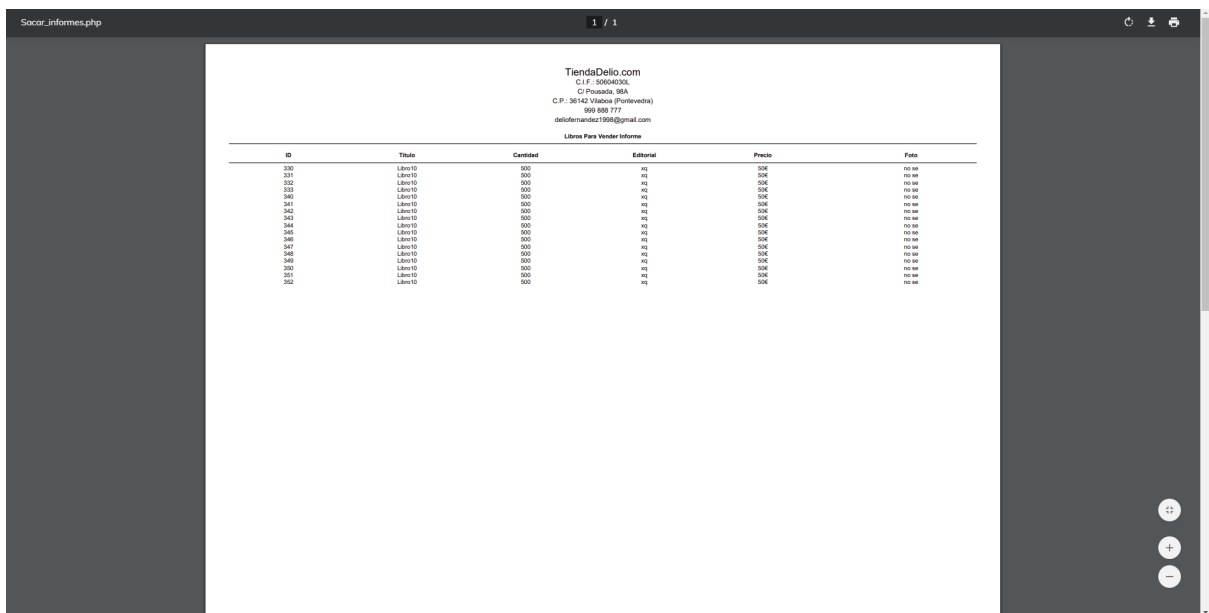 Sacar_informes.php 1 / 1
TiendaDelio.com
C.I.F.: 50604030L
C/ Pousada, 98A
C.P.: 36142 Vilaboa (Pontevedra)
999 888 777
deliofernandez1998@gmail.com
Libros Para Vender Informe
ID Titulo Cantidad Editorial Precio Foto
330 Libro10 500 xq 50€ no se
331 Libro10 500 xq 50€ no se
332 Libro10 500 xq 50€ no se
333 Libro10 500 xq 50€ no se
340 Libro10 500 xq 50€ no se
341 Libro10 500 xq 50€ no se
342 Libro10 500 xq 50€ no se
343 Libro10 500 xq 50€ no se
344 Libro10 500 xq 50€ no se
345 Libro10 500 xq 50€ no se
346 Libro10 500 xq 50€ no se
347 Libro10 500 xq 50€ no se
348 Libro10 500 xq 50€ no se
349 Libro10 500 xq 50€ no se
350 Libro10 500 xq 50€ no se
351 Libro10 500 xq 50€ no se
352 Libro10 500 xq 50€ no se